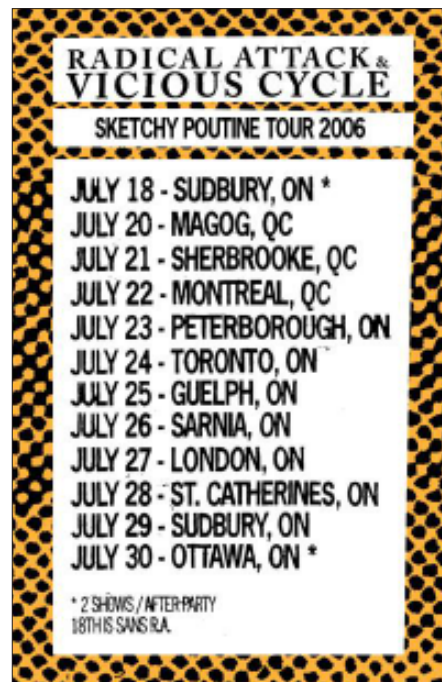 RADICAL ATTACK &
VICIOUS CYCLE
SKETCHY POUTINE TOUR 2006
JULY 18 - SUDBURY, ON *
JULY 20 - MAGOG, QC
JULY 21 - SHERBROOKE, QC
JULY 22 - MONTREAL, QC
JULY 23 - PETERBOROUGH, ON
JULY 24 - TORONTO, ON
JULY 25 - GUELPH, ON
JULY 26 - SARNIA, ON
JULY 27 - LONDON, ON
JULY 28 - ST. CATHERINES, ON
JULY 29 - SUDBURY, ON
JULY 30 - OTTAWA, ON *
* 2 SHOWS / AFTER-PARTY
18TH IS SANS R.A.